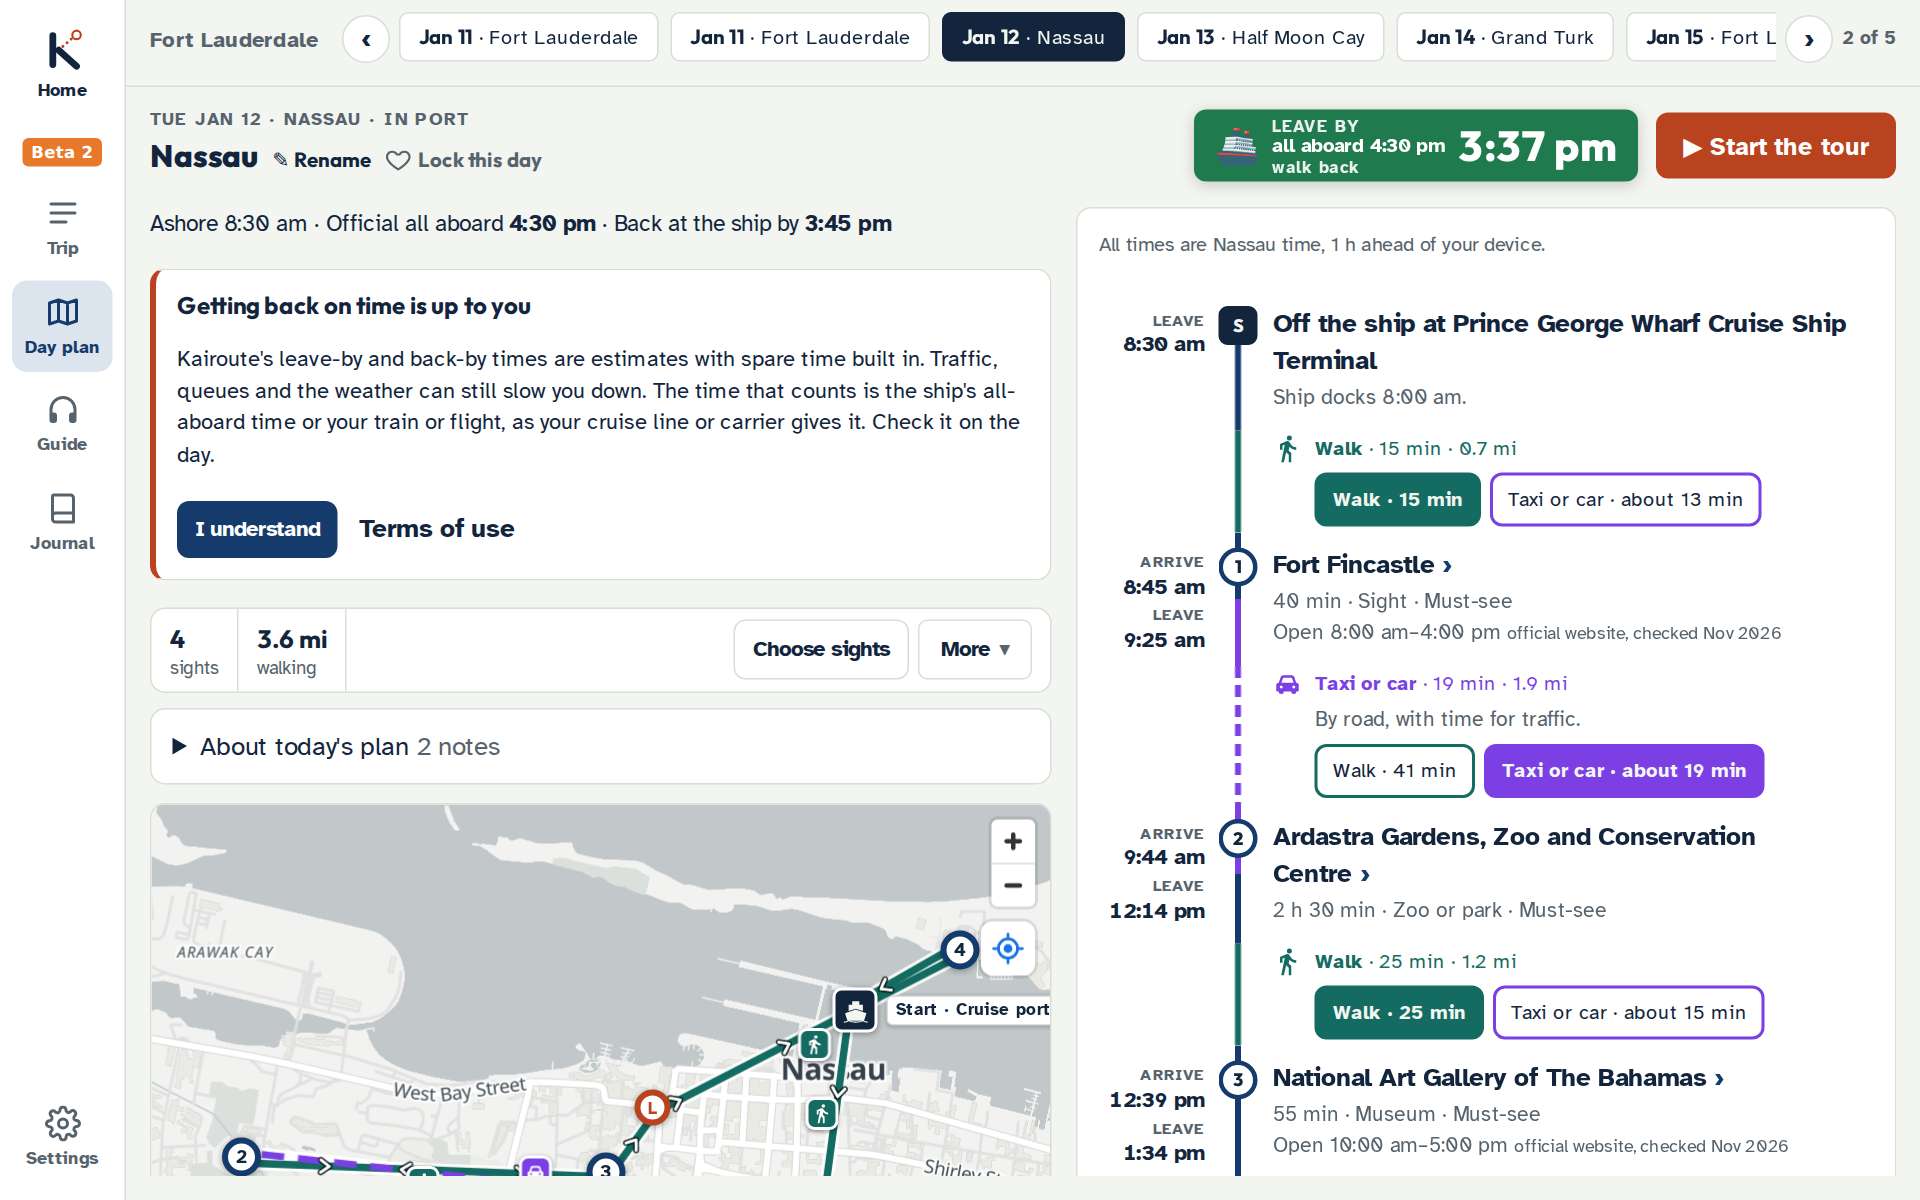 Home
Beta 2
Trip
Day plan
Guide
Journal
Settings
Fort Lauderdale
‹
Jan 11 · Fort Lauderdale
Jan 11 · Fort Lauderdale
Jan 12 · Nassau
Jan 13 · Half Moon Cay
Jan 14 · Grand Turk
Jan 15 · Fort L
›
2 of 5
TUE JAN 12 · NASSAU · IN PORT
Nassau
✎ Rename
Lock this day
LEAVE BY
all aboard 4:30 pm
walk back
3:37 pm
▶ Start the tour
Ashore 8:30 am · Official all aboard 4:30 pm · Back at the ship by 3:45 pm
Getting back on time is up to you
Kairoute's leave-by and back-by times are estimates with spare time built in. Traffic,
queues and the weather can still slow you down. The time that counts is the ship's all-
aboard time or your train or flight, as your cruise line or carrier gives it. Check it on the
day.
I understand
Terms of use
4
sights
3.6 mi
walking
Choose sights
More ▼
▶ About today's plan 2 notes
+
−
ARAWAK CAY
4
Start · Cruise port
Nassau
West Bay Street
L
2
3
Shirley St
All times are Nassau time, 1 h ahead of your device.
LEAVE
8:30 am
S
Off the ship at Prince George Wharf Cruise Ship
Terminal
Ship docks 8:00 am.
Walk · 15 min · 0.7 mi
Walk · 15 min
Taxi or car · about 13 min
ARRIVE
8:45 am
LEAVE
9:25 am
1
Fort Fincastle ›
40 min · Sight · Must-see
Open 8:00 am–4:00 pm official website, checked Nov 2026
Taxi or car · 19 min · 1.9 mi
By road, with time for traffic.
Walk · 41 min
Taxi or car · about 19 min
ARRIVE
9:44 am
LEAVE
12:14 pm
2
Ardastra Gardens, Zoo and Conservation
Centre ›
2 h 30 min · Zoo or park · Must-see
Walk · 25 min · 1.2 mi
Walk · 25 min
Taxi or car · about 15 min
ARRIVE
12:39 pm
LEAVE
1:34 pm
3
National Art Gallery of The Bahamas ›
55 min · Museum · Must-see
Open 10:00 am–5:00 pm official website, checked Nov 2026